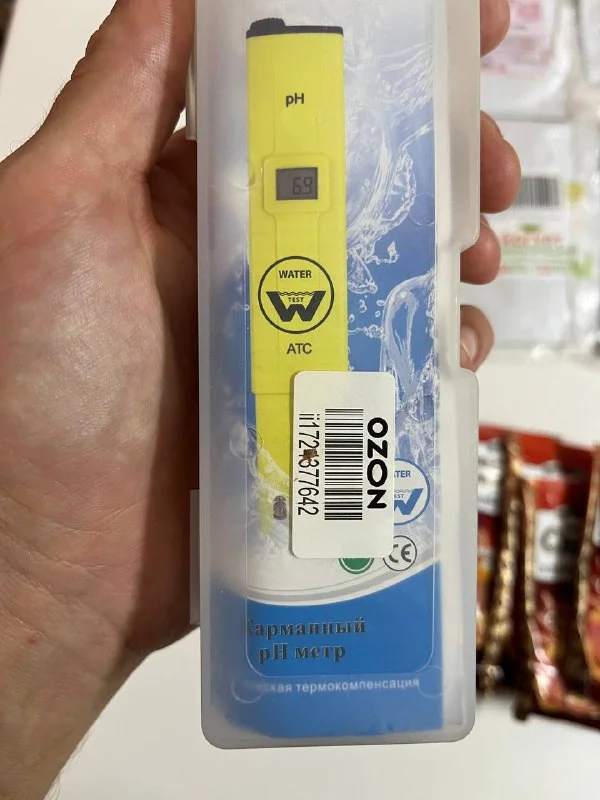 pH
6.9
WATER
TEST
W
ATC
OZON
WATER
TEST
W
CE
Карманный
pH метр
термокомпенсация